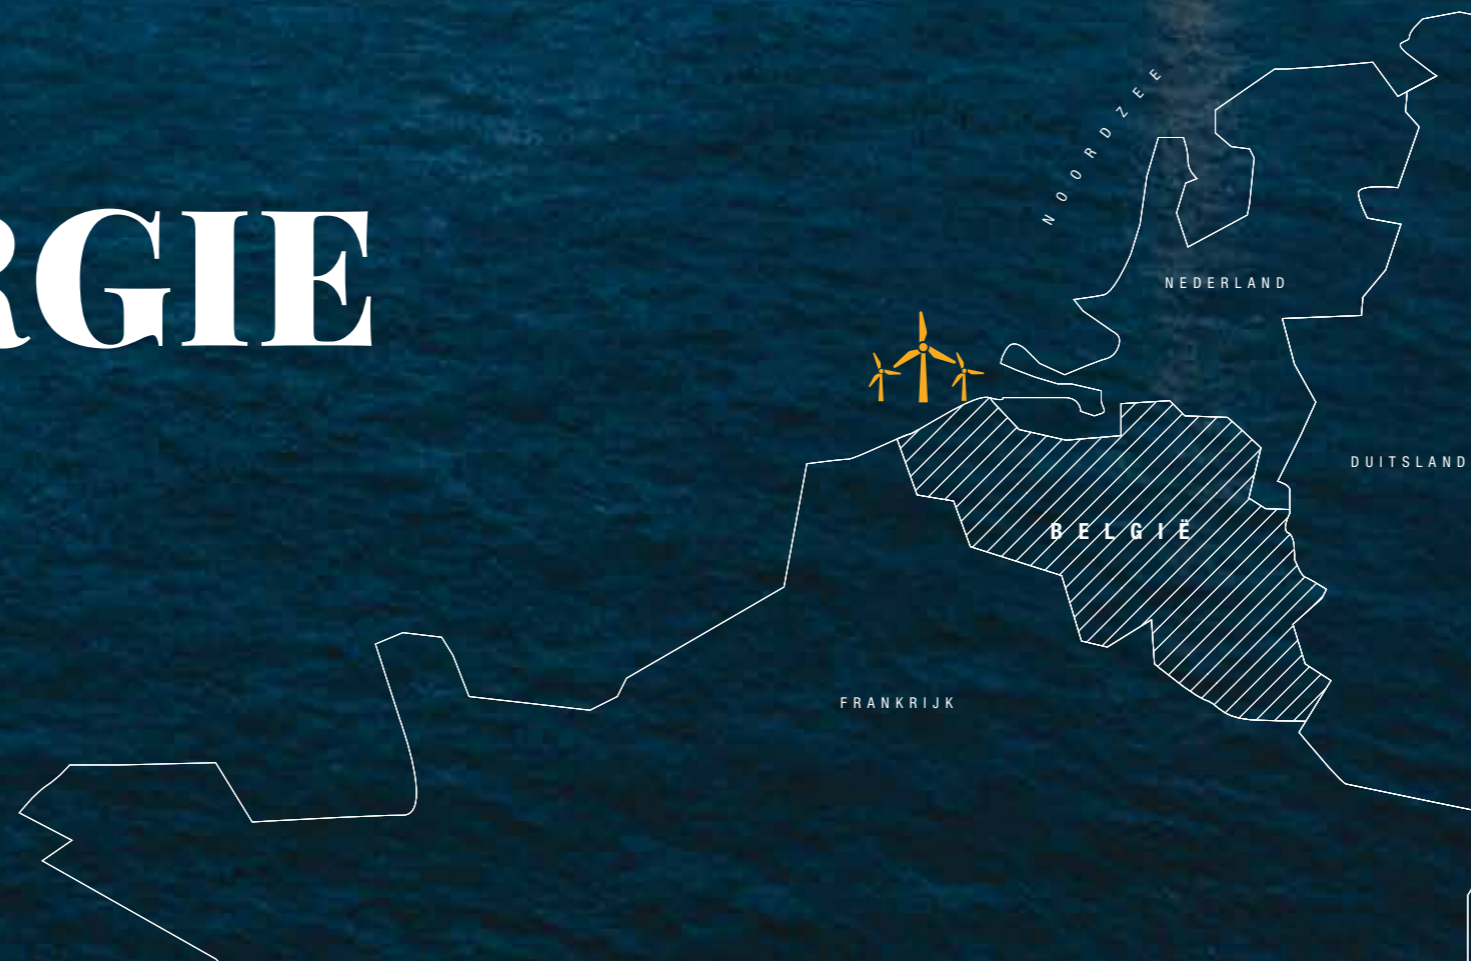 RGIE
NOORDZEE
NEDERLAND
DUITSLAND
BELGIË
FRANKRIJK